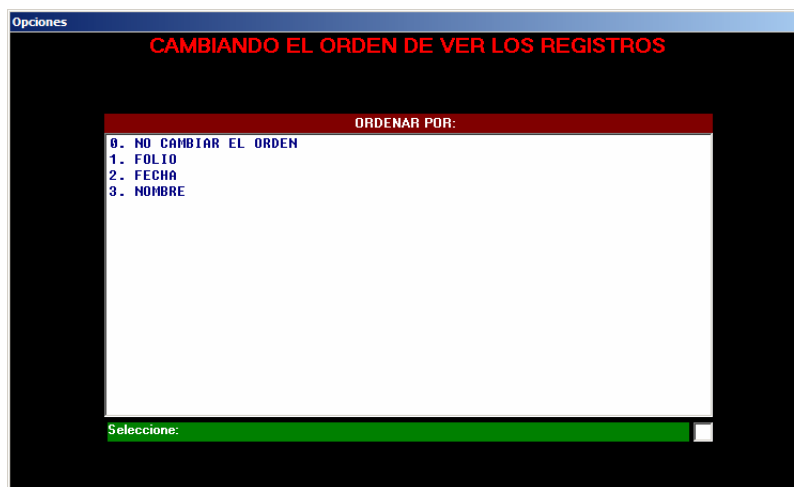 Opciones
CAMBIANDO EL ORDEN DE VER LOS REGISTROS
ORDENAR POR:
0. NO CAMBIAR EL ORDEN
1. FOLIO
2. FECHA
3. NOMBRE
Seleccione: